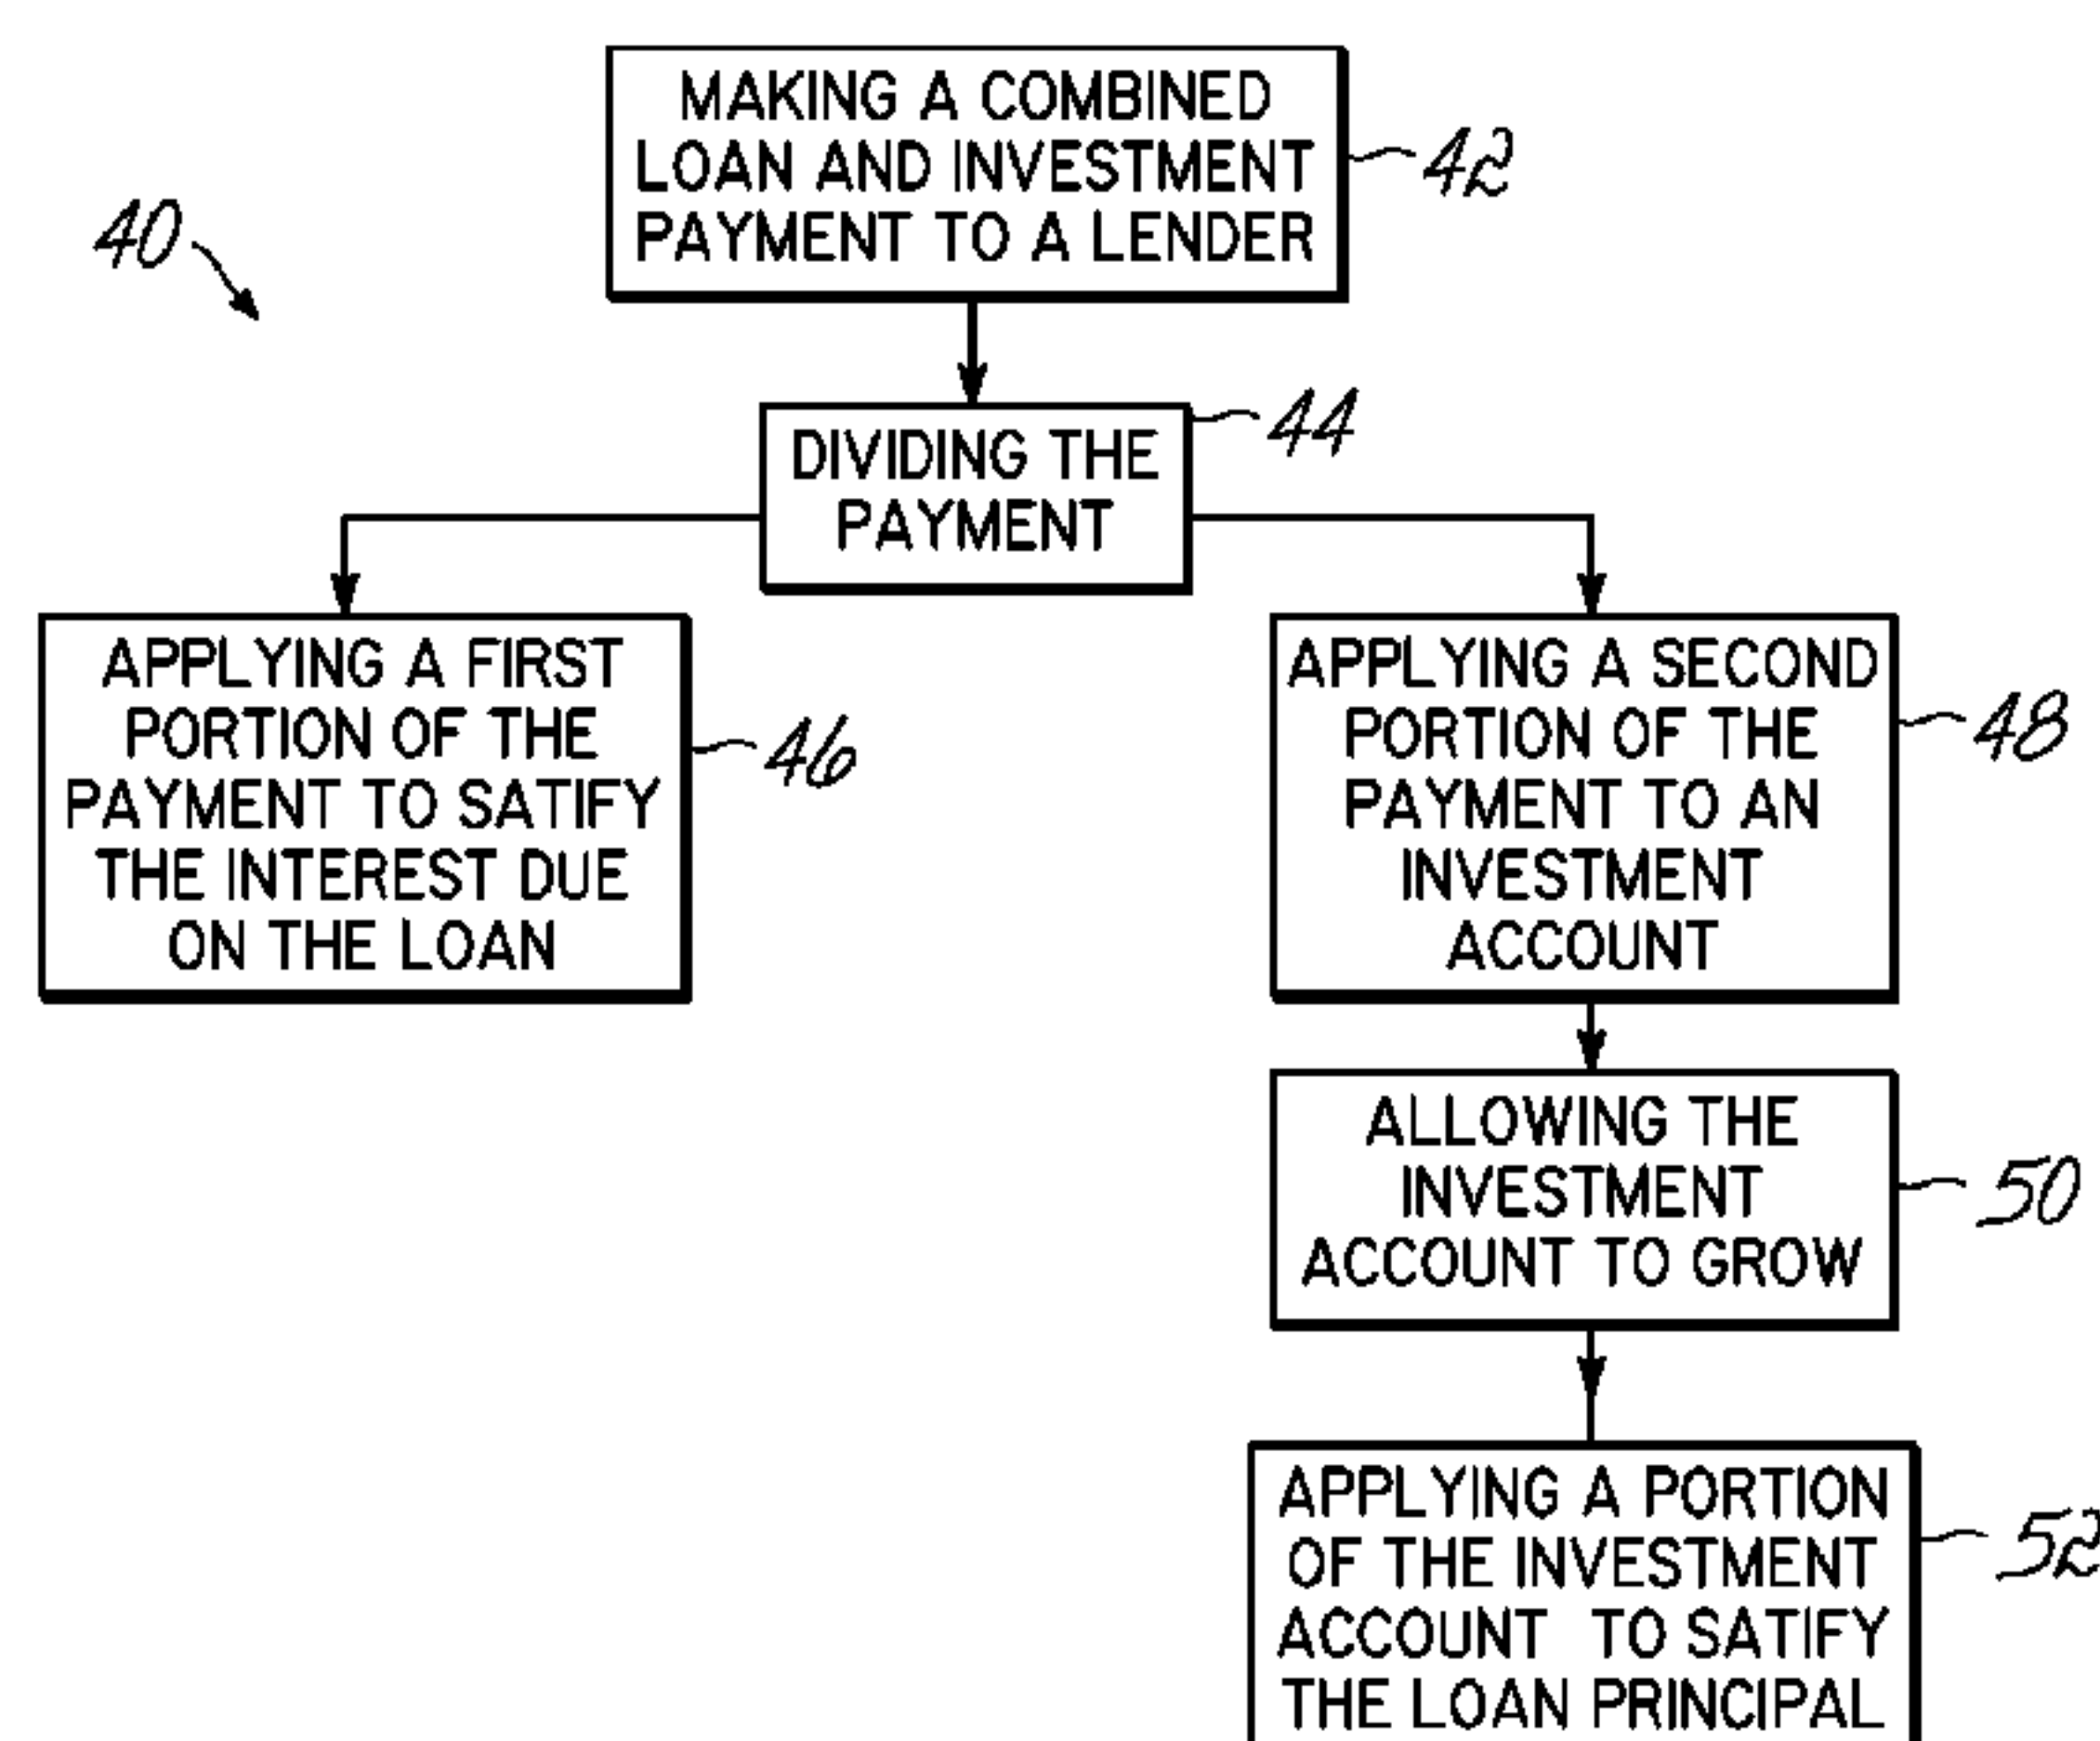 MAKING A COMBINED
LOAN AND INVESTMENT
PAYMENT TO A LENDER
42
40
DIVIDING THE
PAYMENT
44
APPLYING A FIRST
PORTION OF THE
PAYMENT TO SATIFY
THE INTEREST DUE
ON THE LOAN
46
APPLYING A SECOND
PORTION OF THE
PAYMENT TO AN
INVESTMENT
ACCOUNT
48
ALLOWING THE
INVESTMENT
ACCOUNT TO GROW
50
APPLYING A PORTION
OF THE INVESTMENT
ACCOUNT TO SATIFY
THE LOAN PRINCIPAL
52